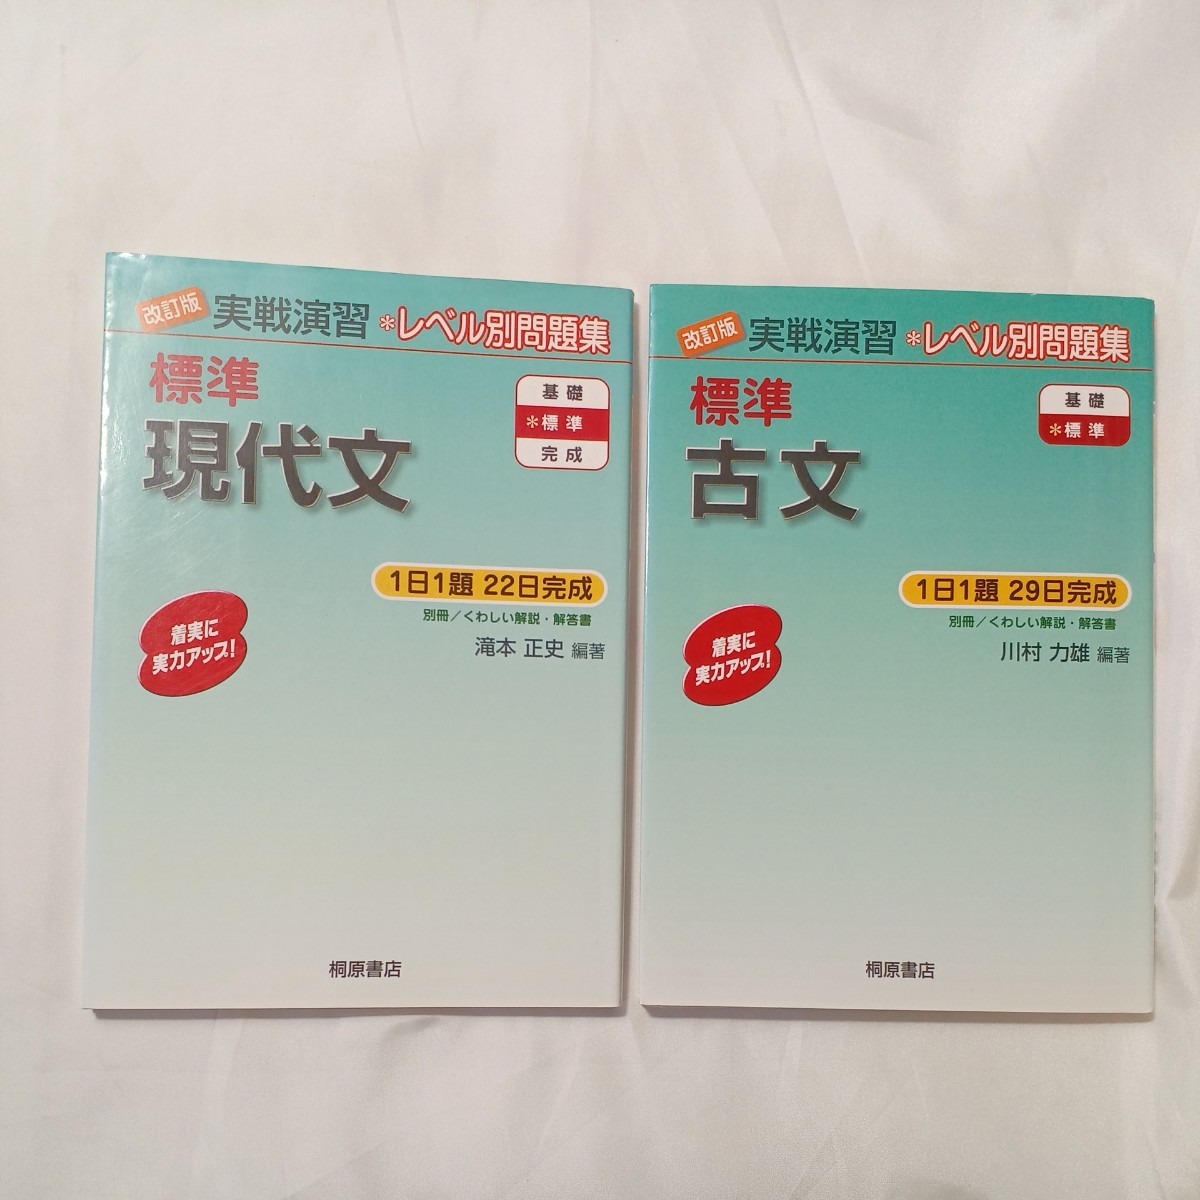 改訂版 実戦演習 *レベル別問題集
標準
現代文
基礎
*標準
完成
1日1題 22日完成
別冊/くわしい解説・解答書
滝本 正史 編著
着実に
実力アップ!
桐原書店
改訂版 実戦演習 *レベル別問題集
標準
古文
基礎
*標準
1日1題 29日完成
別冊/くわしい解説・解答書
川村 力雄 編著
着実に
実力アップ!
桐原書店